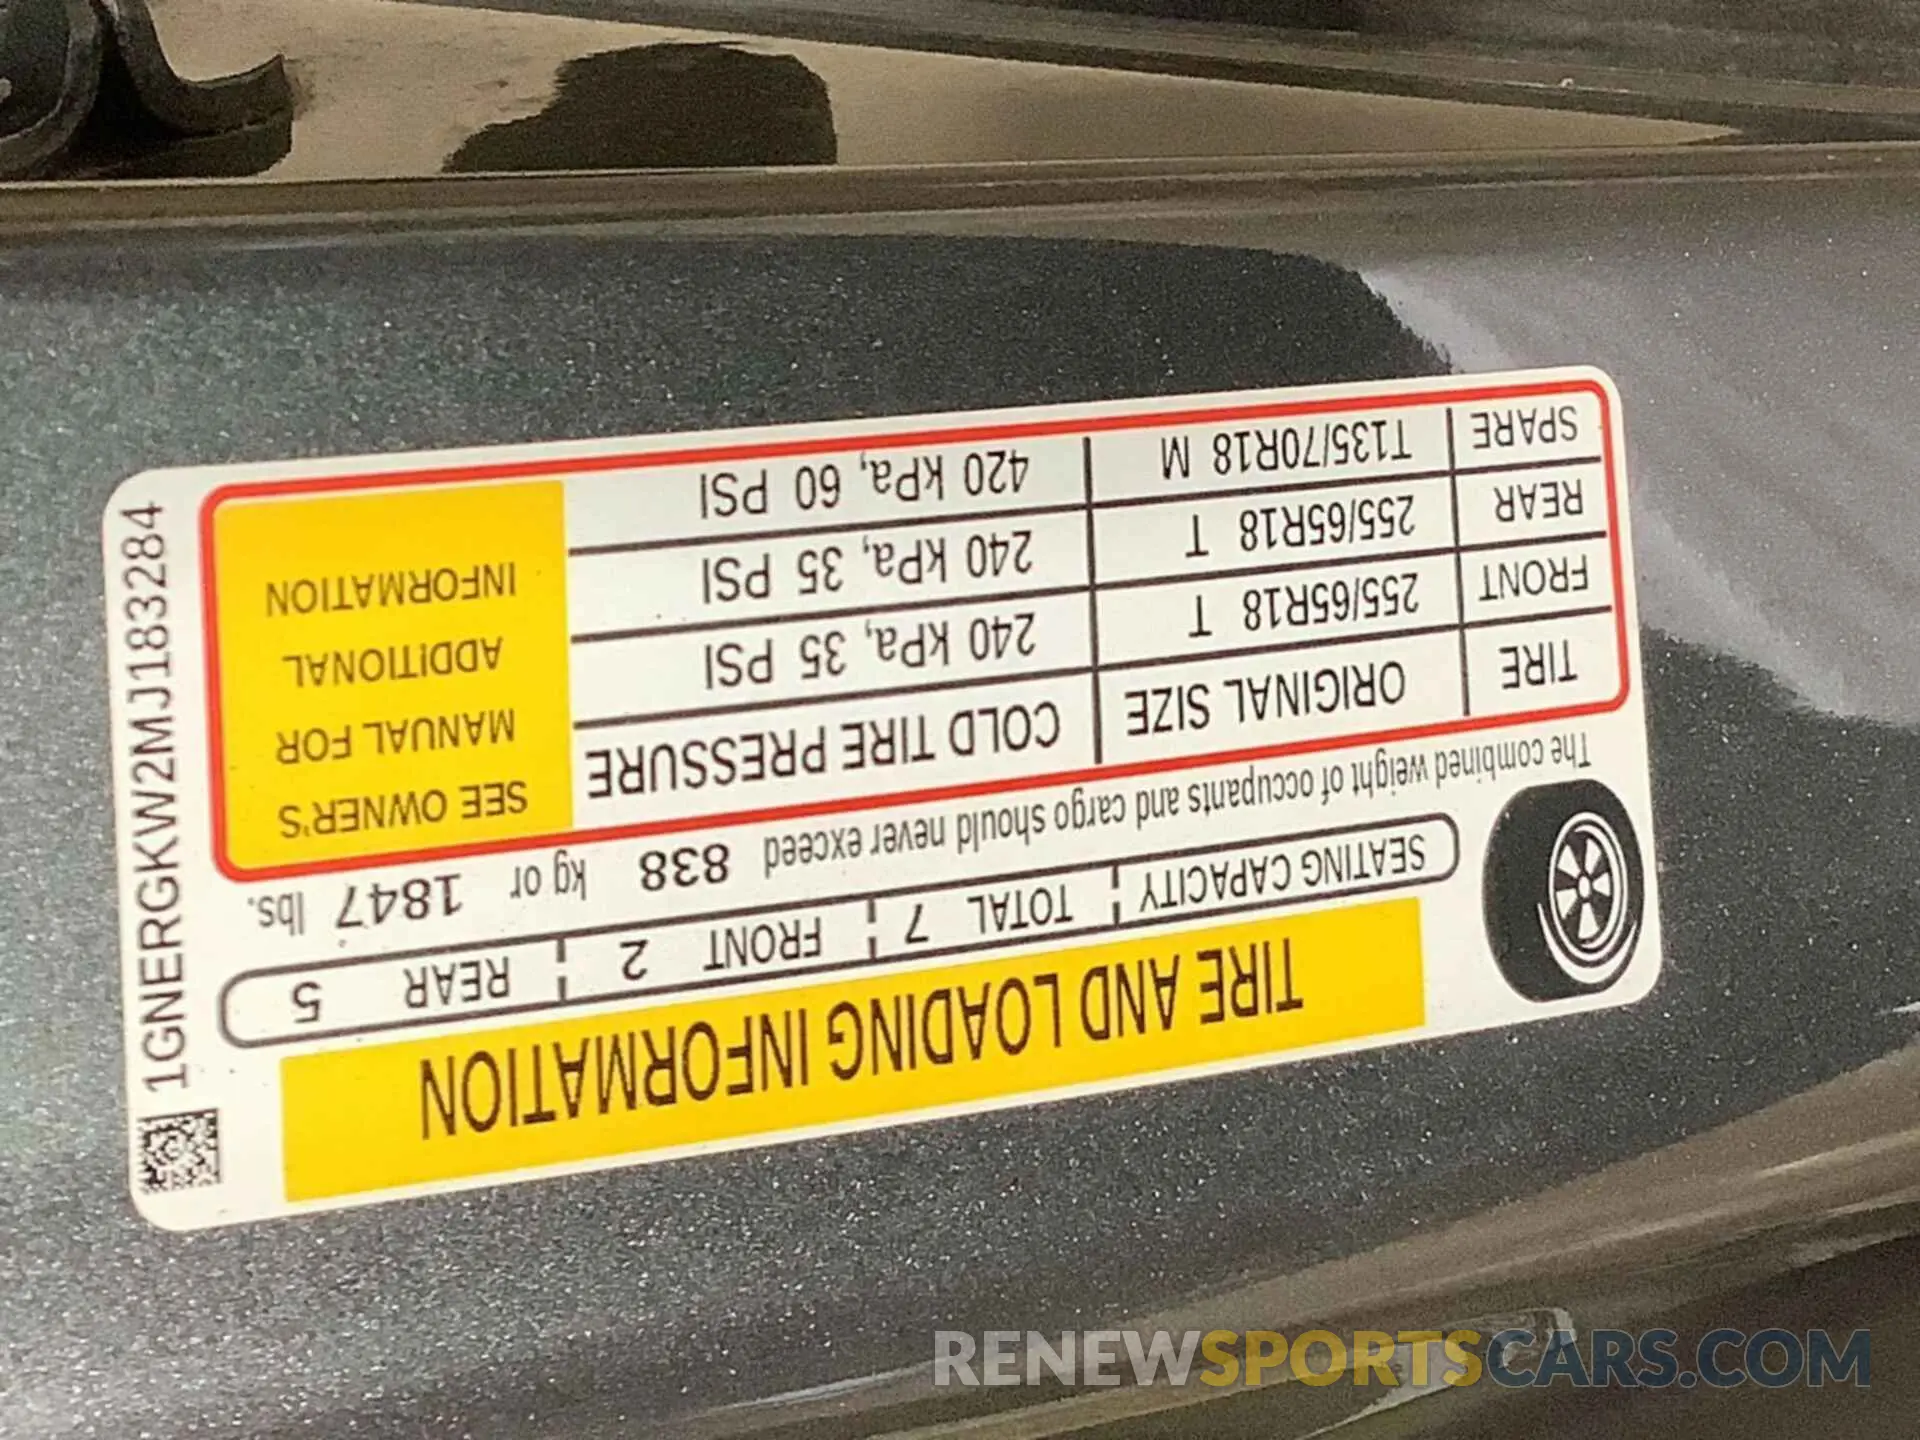 TIRE AND LOADING INFORMATION
SEATING CAPACITY TOTAL 7 FRONT 2 REAR 5
The combined weight of occupants and cargo should never exceed 838 kg or 1847 lbs.
TIRE ORIGINAL SIZE COLD TIRE PRESSURE
FRONT 255/65R18 T 240 kPa, 35 PSI
REAR 255/65R18 T 240 kPa, 35 PSI
SPARE T135/70R18 M 420 kPa, 60 PSI
SEE OWNER'S
MANUAL FOR
ADDITIONAL
INFORMATION
1GNERGKW2MJ183284
RENEWSPORTSCARS.COM